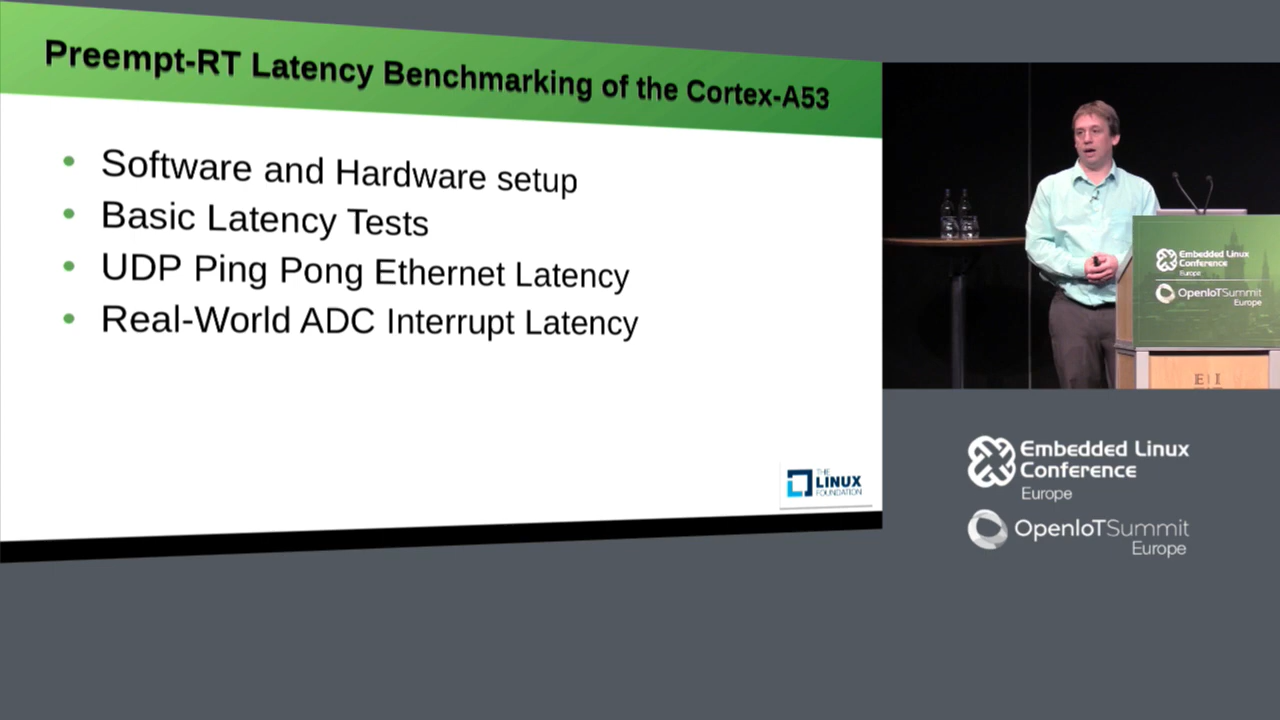 Preempt-RT Latency Benchmarking of the Cortex-A53
Software and Hardware setup
Basic Latency Tests
UDP Ping Pong Ethernet Latency
Real-World ADC Interrupt Latency
THE
LINUX
FOUNDATION
Embedded Linux
Conference
Europe
OpenIoTSummit
Europe
E I
Embedded Linux
Conference
Europe
OpenIoTSummit
Europe